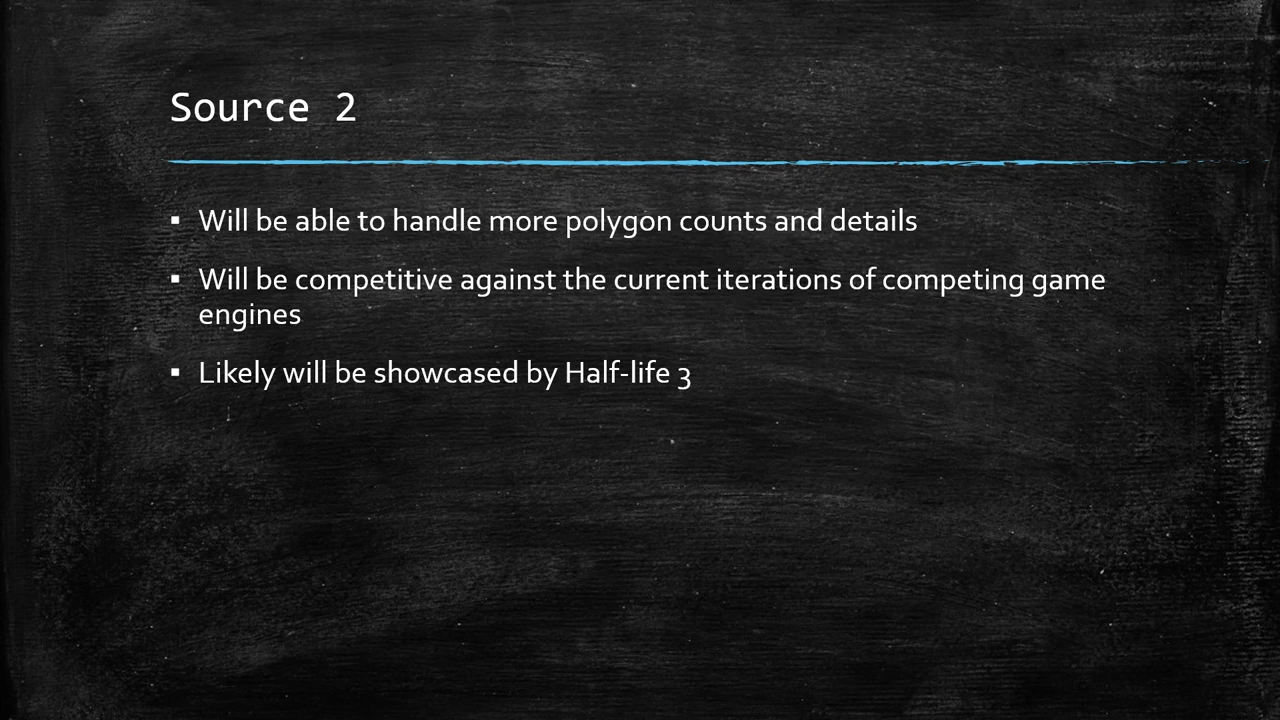 Source 2
▪ Will be able to handle more polygon counts and details
▪ Will be competitive against the current iterations of competing game
engines
▪ Likely will be showcased by Half-life 3